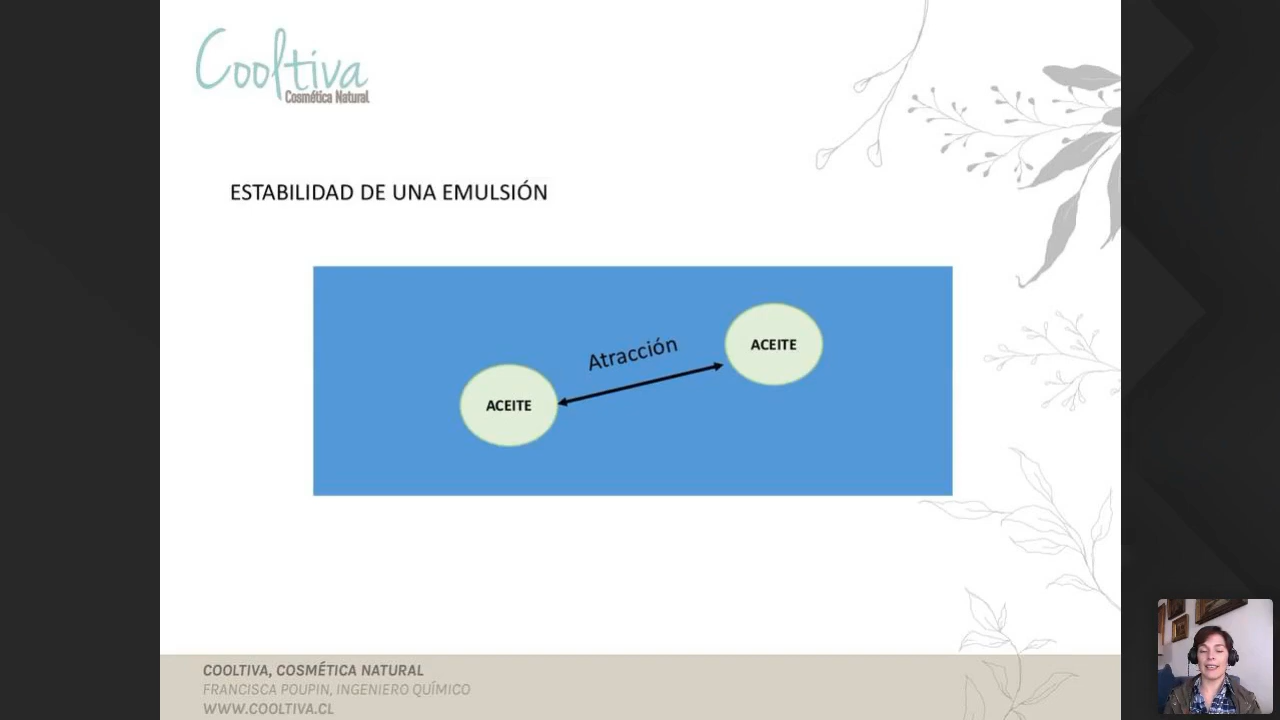 Cooltiva
Cosmética Natural
ESTABILIDAD DE UNA EMULSIÓN
Atracción
ACEITE
ACEITE
COOLTIVA, COSMÉTICA NATURAL
FRANCISCA POUPIN, INGENIERO QUÍMICO
WWW.COOLTIVA.CL